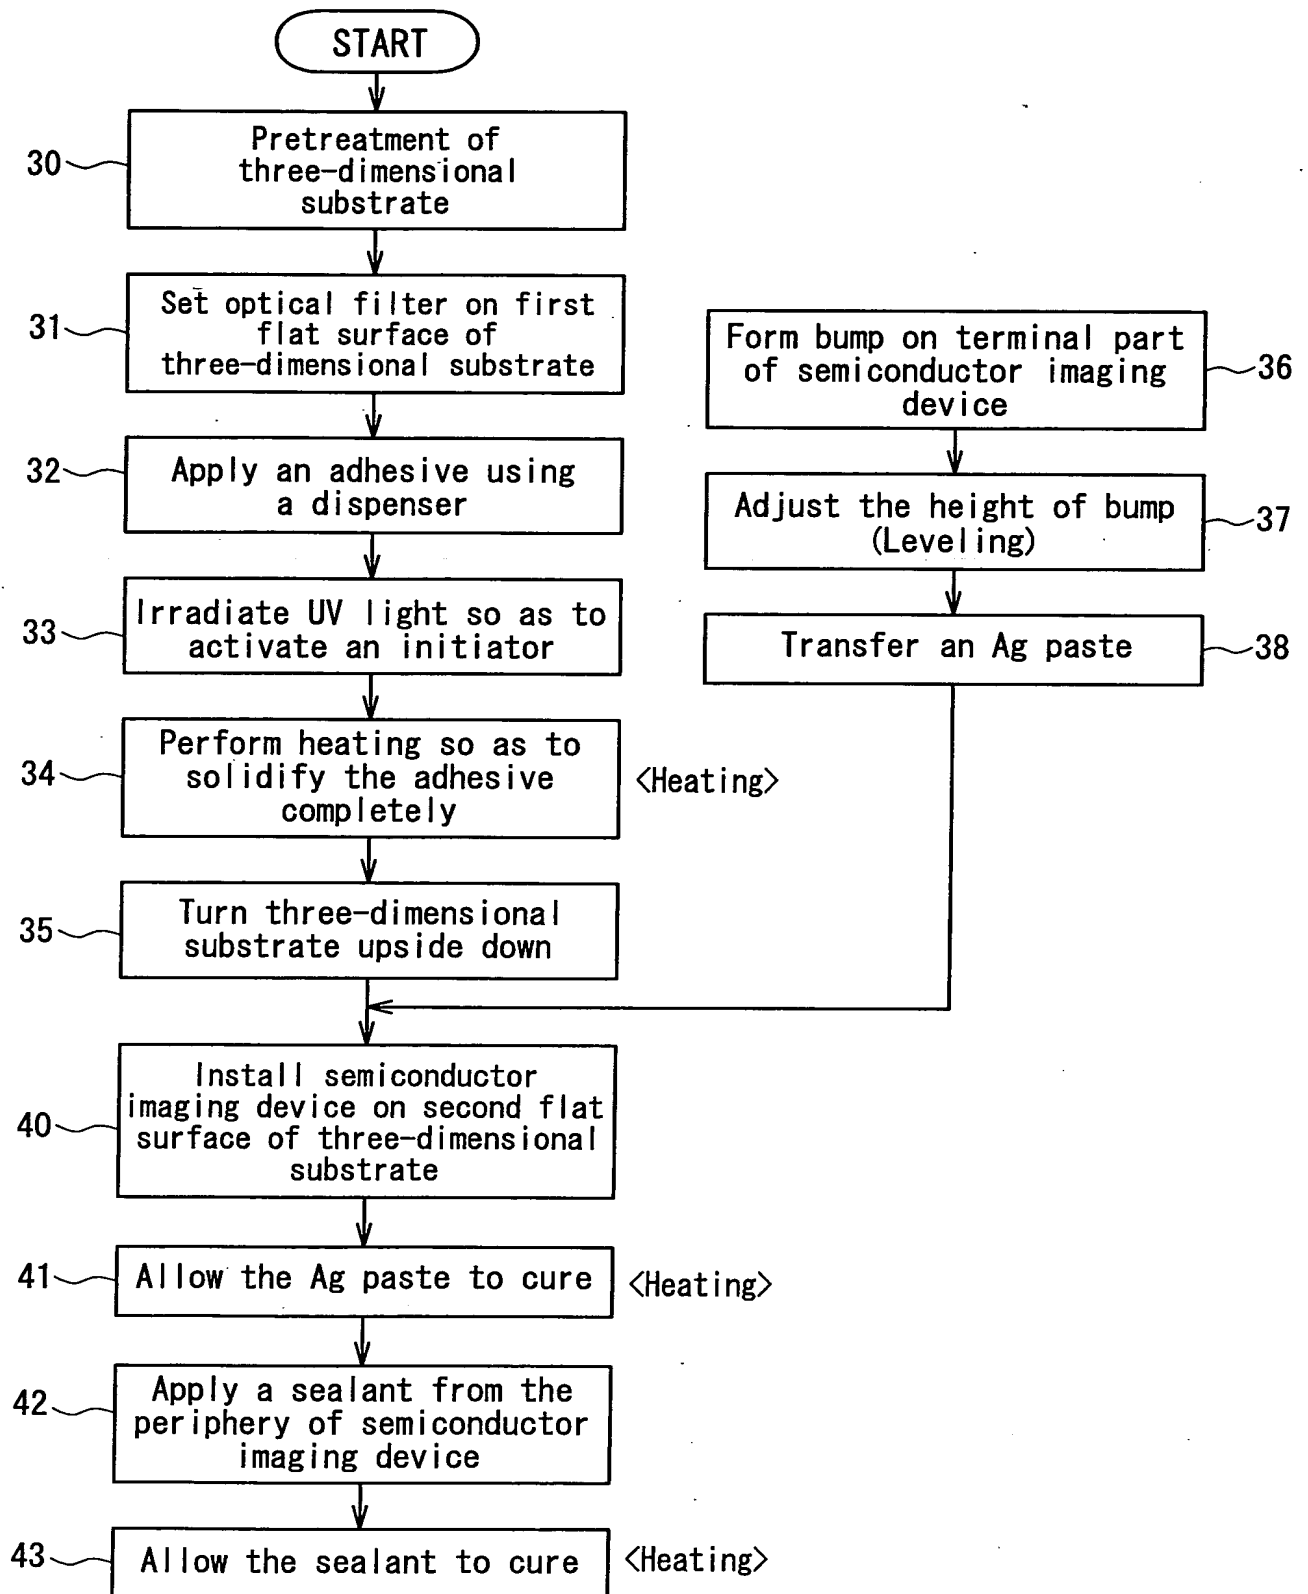 START
30
Pretreatment of
three-dimensional
substrate
31
Set optical filter on first
flat surface of
three-dimensional substrate
32
Apply an adhesive using
a dispenser
33
Irradiate UV light so as to
activate an initiator
34
Perform heating so as to
solidify the adhesive
completely
<Heating>
35
Turn three-dimensional
substrate upside down
Form bump on terminal part
of semiconductor imaging
device
36
Adjust the height of bump
(Leveling)
37
Transfer an Ag paste
38
40
Install semiconductor
imaging device on second flat
surface of three-dimensional
substrate
41
Allow the Ag paste to cure
<Heating>
42
Apply a sealant from the
periphery of semiconductor
imaging device
43
Allow the sealant to cure
<Heating>